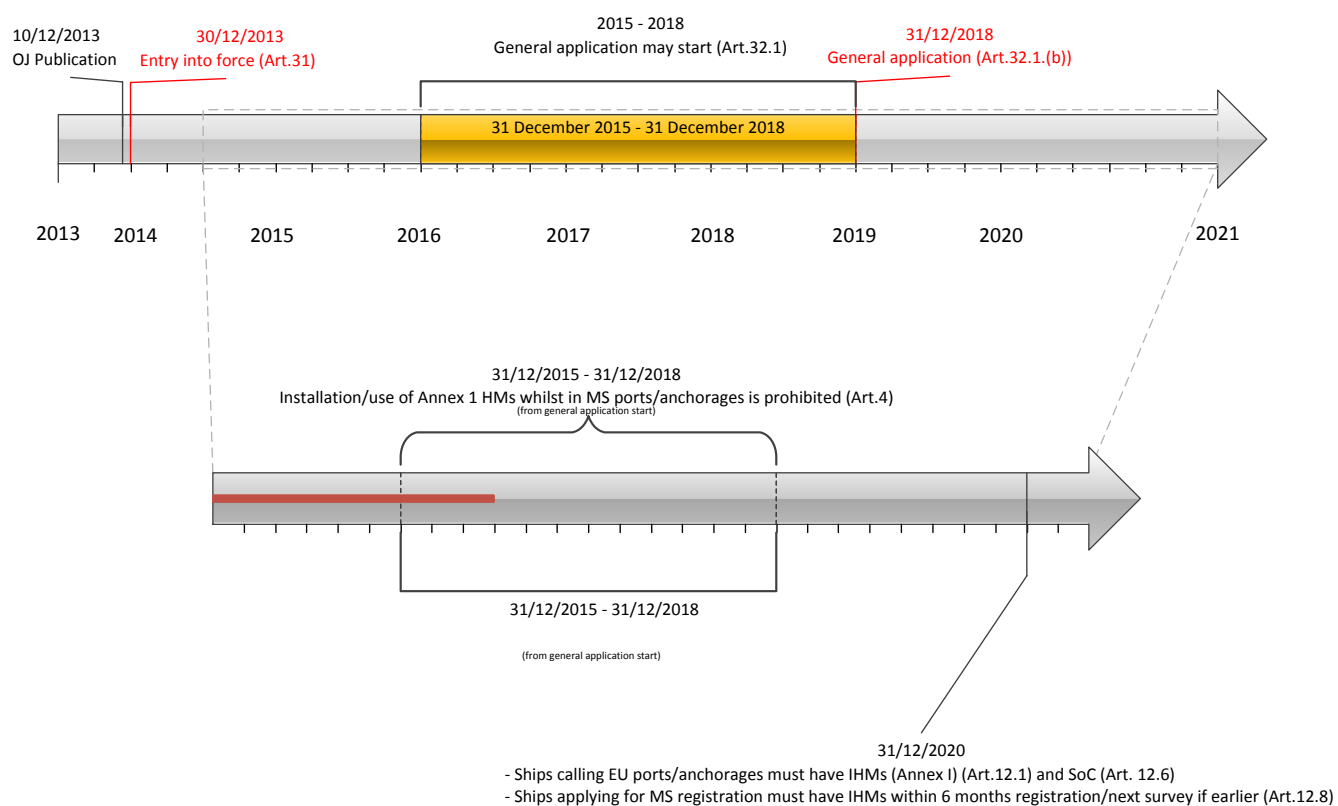 10/12/2013
OJ Publication
30/12/2013
Entry into force (Art.31)
2015 - 2018
General application may start (Art.32.1)
31/12/2018
General application (Art.32.1.(b))
31 December 2015 - 31 December 2018
2013
2014
2015
2016
2017
2018
2019
2020
2021
31/12/2015 - 31/12/2018
Installation/use of Annex 1 HMs whilst in MS ports/anchorages is prohibited (Art.4)
(from general application start)
31/12/2015 - 31/12/2018
(from general application start)
31/12/2020
- Ships calling EU ports/anchorages must have IHMs (Annex I) (Art.12.1) and SoC (Art. 12.6)
- Ships applying for MS registration must have IHMs within 6 months registration/next survey if earlier (Art.12.8)